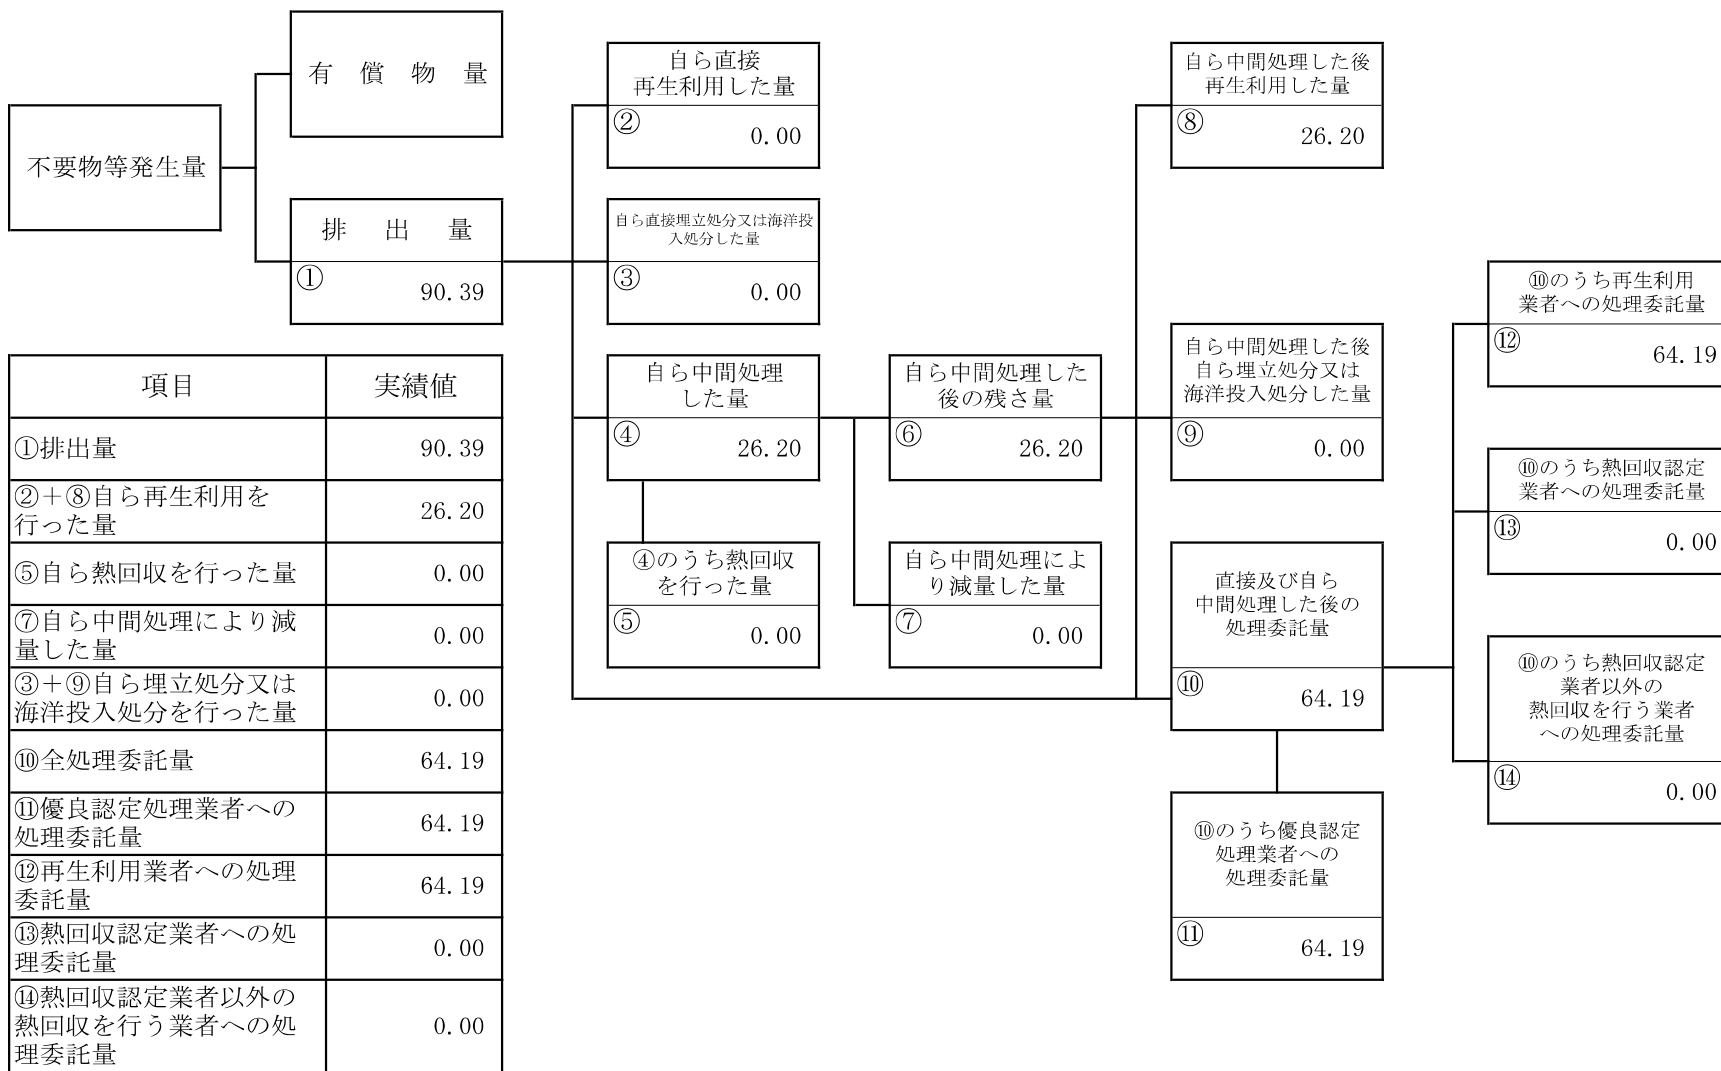 不要物等発生量
有 償 物 量
排 出 量
①
90.39
自ら直接
再生利用した量
②
0.00
自ら直接埋立処分又は海洋投
入処分した量
③
0.00
自ら中間処理
した量
④
26.20
④のうち熱回収
を行った量
⑤
0.00
自ら中間処理した
後の残さ量
⑥
26.20
自ら中間処理によ
り減量した量
⑦
0.00
自ら中間処理した後
再生利用した量
⑧
26.20
自ら中間処理した後
自ら埋立処分又は
海洋投入処分した量
⑨
0.00
直接及び自ら
中間処理した後の
処理委託量
⑩
64.19
⑩のうち優良認定
処理業者への
処理委託量
⑪
64.19
⑩のうち再生利用
業者への処理委託量
⑫
64.19
⑩のうち熱回収認定
業者への処理委託量
⑬
0.00
⑩のうち熱回収認定
業者以外の
熱回収を行う業者
への処理委託量
⑭
0.00
項目 実績値
①排出量 90.39
②+⑧自ら再生利用を
行った量 26.20
⑤自ら熱回収を行った量 0.00
⑦自ら中間処理により減
量した量 0.00
③+⑨自ら埋立処分又は
海洋投入処分を行った量 0.00
⑩全処理委託量 64.19
⑪優良認定処理業者への
処理委託量 64.19
⑫再生利用業者への処理
委託量 64.19
⑬熱回収認定業者への処
理委託量 0.00
⑭熱回収認定業者以外の
熱回収を行う業者への処 0.00
理委託量